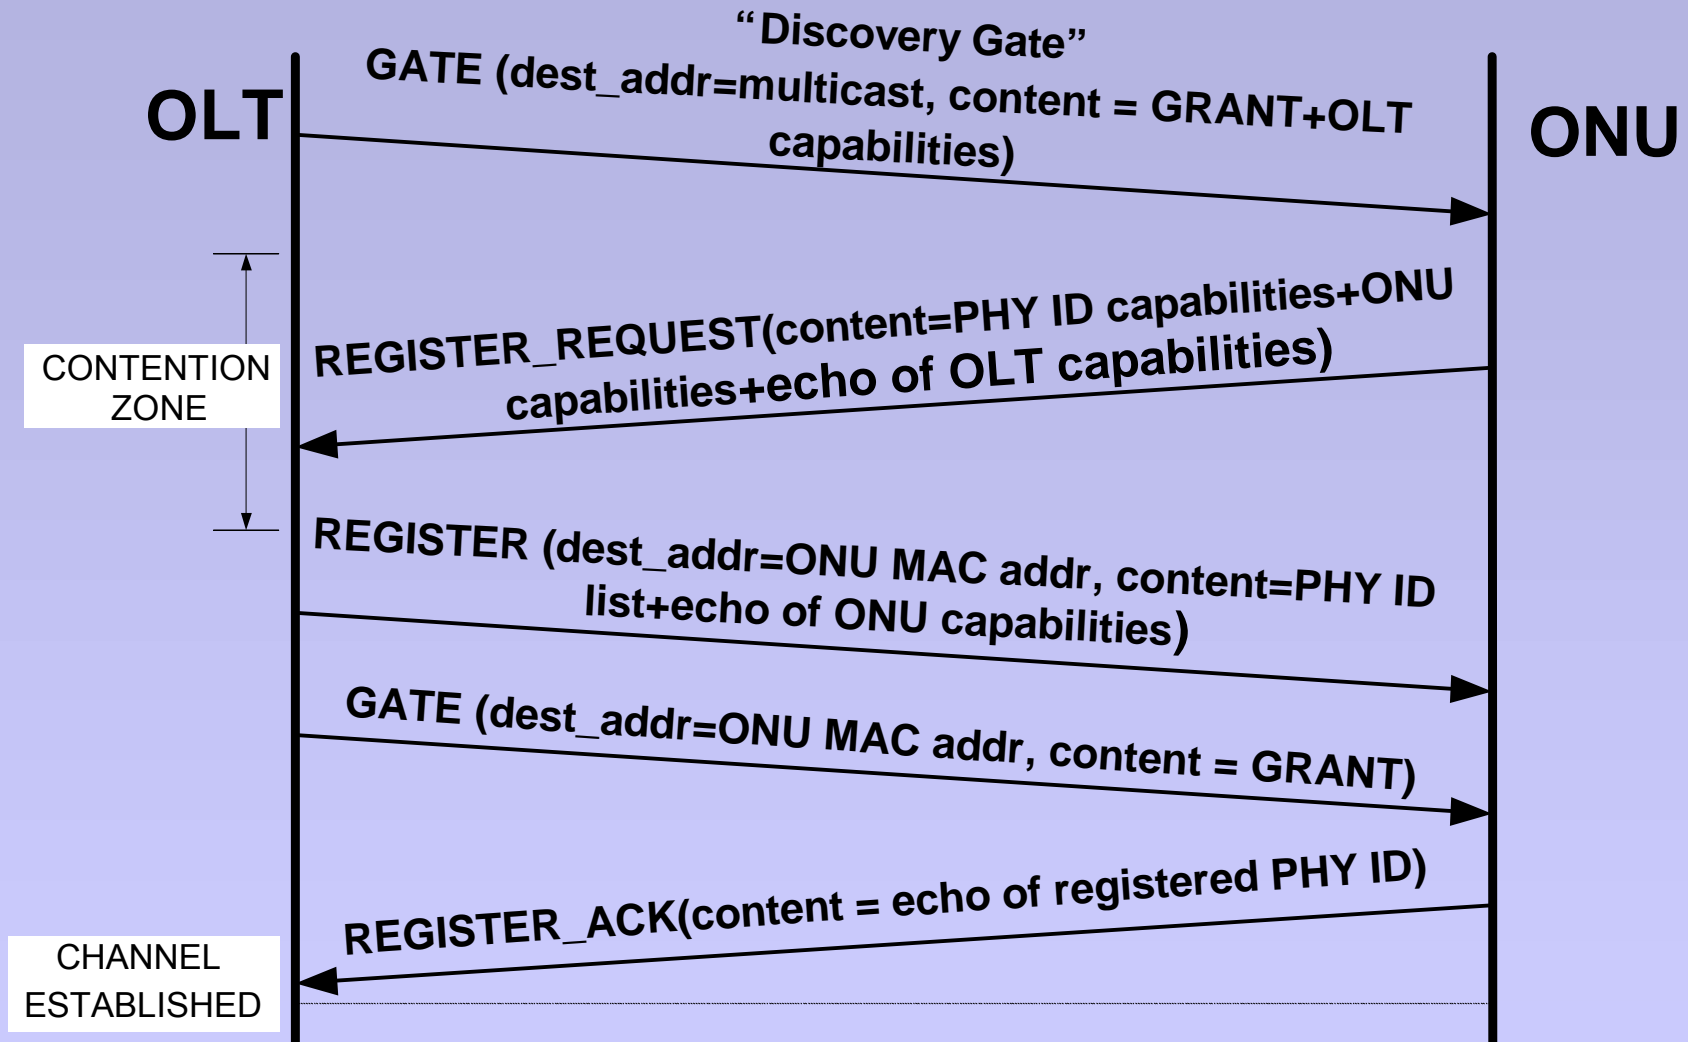 “Discovery Gate”
GATE (dest_addr=multicast, content = GRANT+OLT
capabilities)
OLT
ONU
REGISTER_REQUEST(content=PHY ID capabilities+ONU
capabilities+echo of OLT capabilities)
CONTENTION
ZONE
REGISTER (dest_addr=ONU MAC addr, content=PHY ID
list+echo of ONU capabilities)
GATE (dest_addr=ONU MAC addr, content = GRANT)
REGISTER_ACK(content = echo of registered PHY ID)
CHANNEL
ESTABLISHED